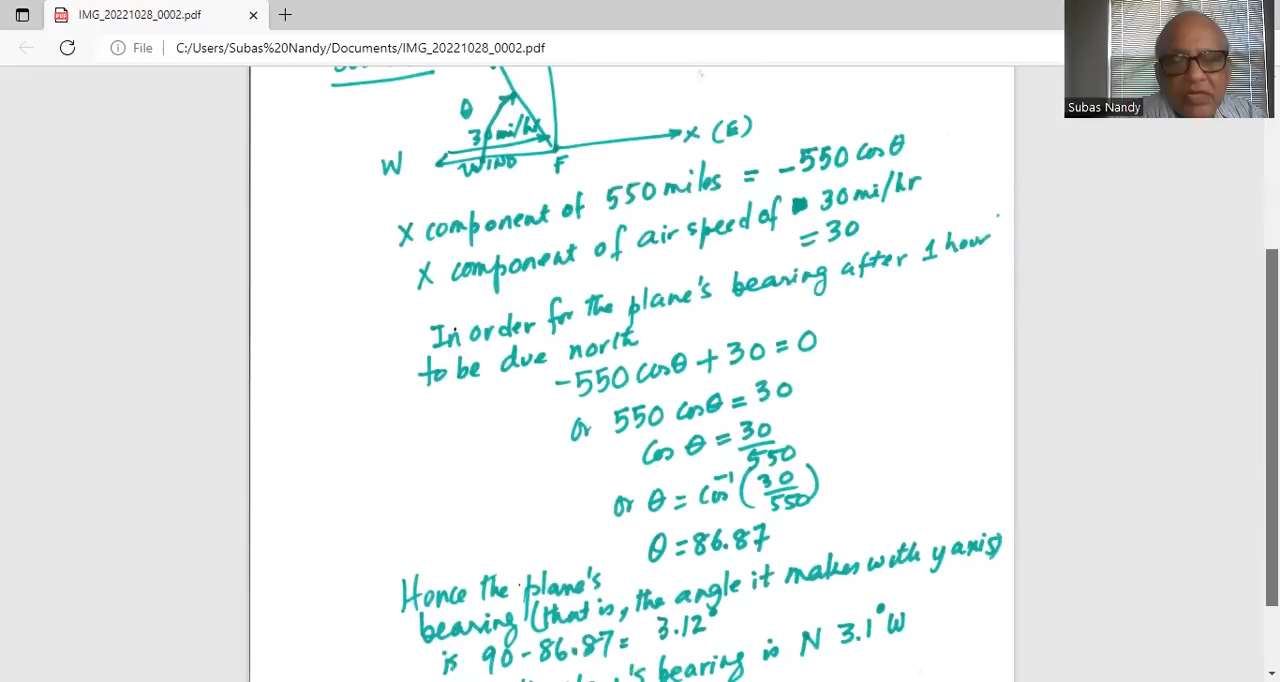 IMG_20221028_0002.pdf
File C:/Users/Subas%20Nandy/Documents/IMG_20221028_0002.pdf
Subas Nandy
θ
30 mi/hr
X (E)
W
WIND
F
X component of 550 miles = -550 cos θ
X component of air speed of 30 mi/hr
= 30
In order for the plane's bearing after 1 hour
to be due north
-550 cos θ + 30 = 0
or 550 cos θ = 30
cos θ = 30/550
or θ = cos⁻¹ (30/550)
θ = 86.87
Hence the plane's
bearing (that is, the angle it makes with y axis)
is 90 - 86.87 = 3.12°
's bearing is N 3.1° W